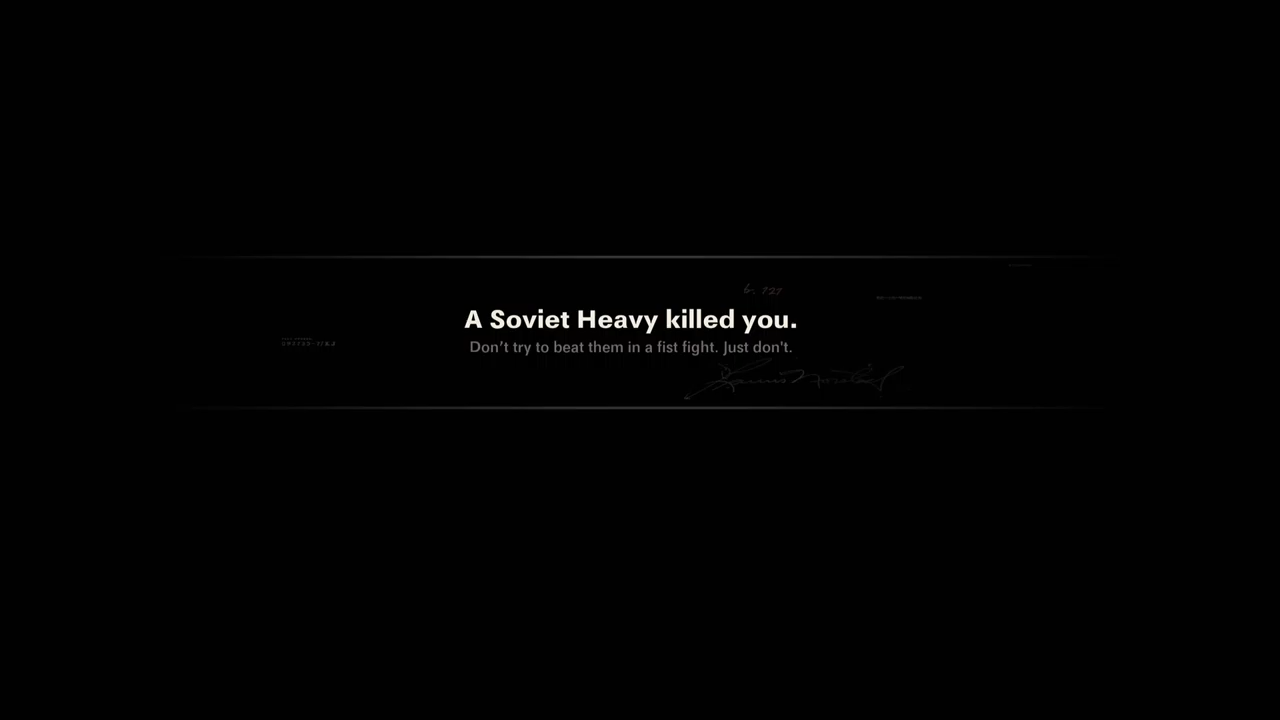 A Soviet Heavy killed you.
Don’t try to beat them in a fist fight. Just don't.